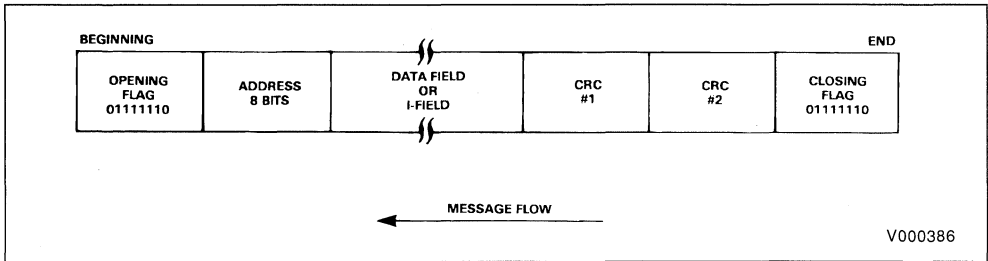 BEGINNING
END
OPENING
FLAG
01111110
ADDRESS
8 BITS
DATA FIELD
OR
I-FIELD
CRC
#1
CRC
#2
CLOSING
FLAG
01111110
MESSAGE FLOW
V000386